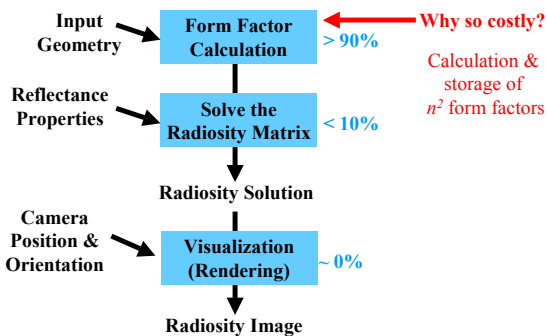 Input
Geometry
Form Factor
Calculation
> 90%
Why so costly?
Calculation &
storage of
n² form factors
Reflectance
Properties
Solve the
Radiosity Matrix
< 10%
Radiosity Solution
Camera
Position &
Orientation
Visualization
(Rendering)
~ 0%
Radiosity Image